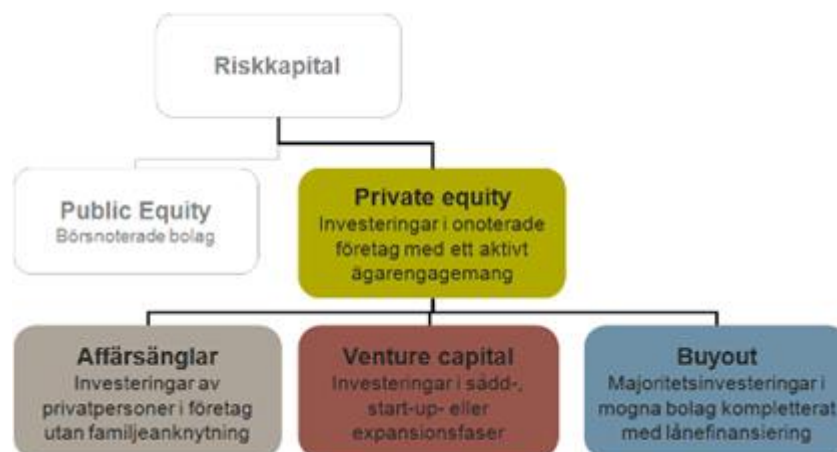 Riskkapital
Public Equity
Börsnoterade bolag
Private equity
Investeringar i onoterade
företag med ett aktivt
ägarengagemang
Affärsänglar
Investeringar av
privatpersoner i företag
utan familjeanknytning
Venture capital
Investeringar i sådd-,
start-up- eller
expansionsfaser
Buyout
Majoritetsinvesteringar i
mogna bolag kompletterat
med lånefinansiering